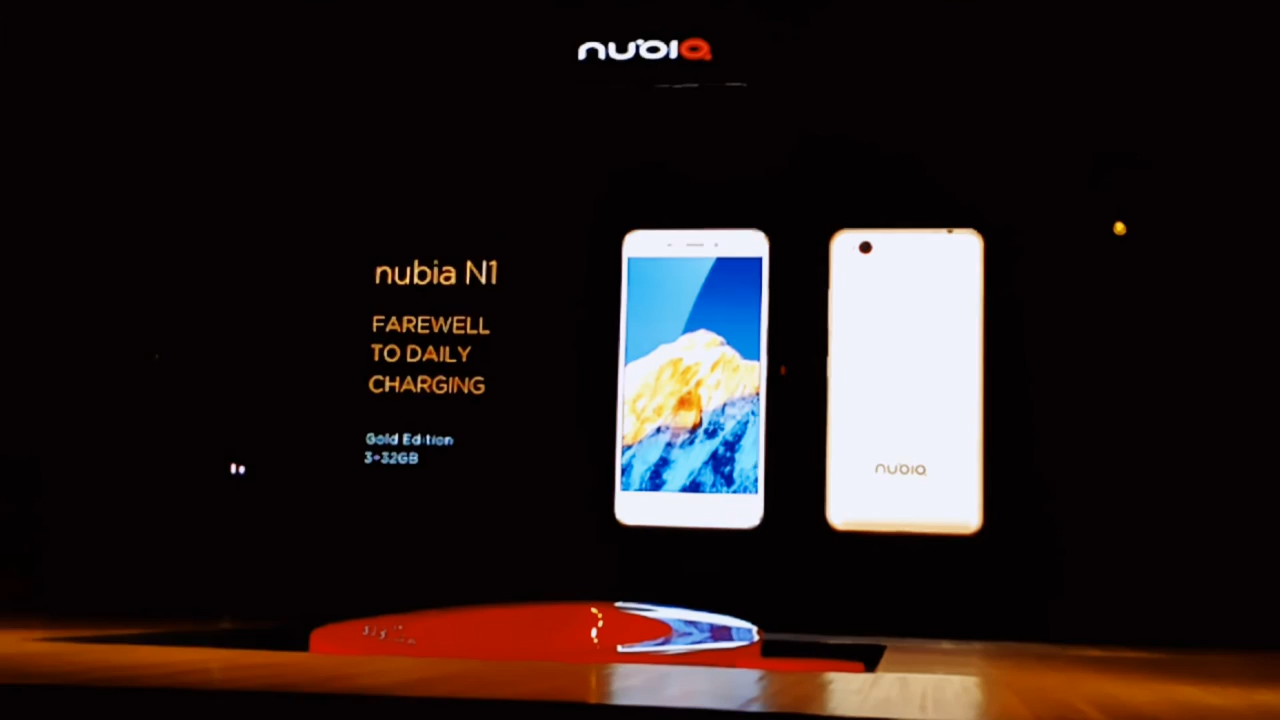 nubia
nubia N1
FAREWELL
TO DAILY
CHARGING
Gold Edition
3+32GB
nubia